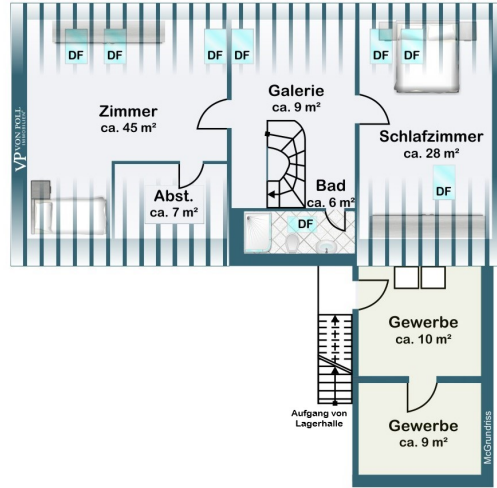 DF
DF
DF
DF
DF
DF
Zimmer
ca. 45 m²
Galerie
ca. 9 m²
Schlafzimmer
ca. 28 m²
DF
VP VON POLL
IMMOBILIEN
Abst.
ca. 7 m²
Bad
ca. 6 m²
DF
Gewerbe
ca. 10 m²
Aufgang von
Lagerhalle
Gewerbe
ca. 9 m²
McGrundriss